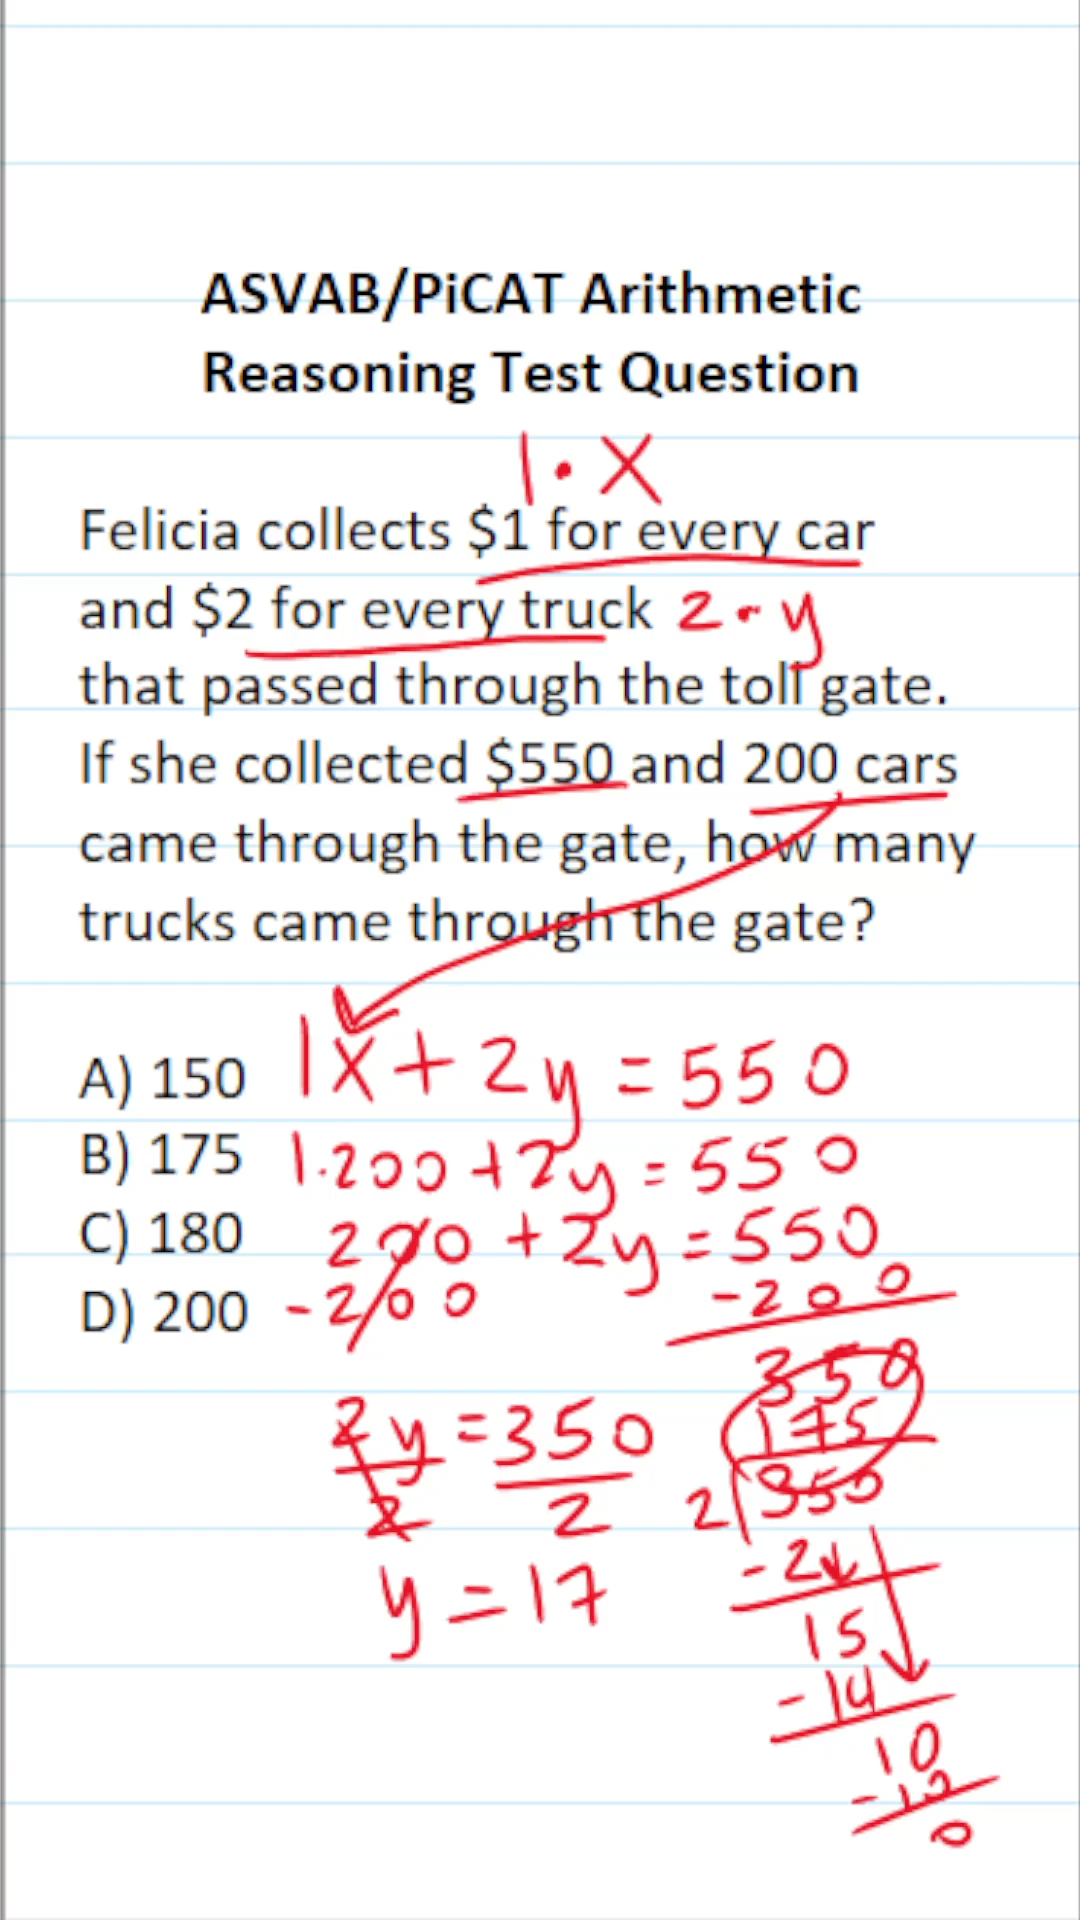 ASVAB/PiCAT Arithmetic
Reasoning Test Question
1·X
Felicia collects $1 for every car
and $2 for every truck 2·y
that passed through the toll gate.
If she collected $550 and 200 cars
came through the gate, how many
trucks came through the gate?
A) 150 1x+2y=550
B) 175 1·200+2y=550
C) 180 200+2y=550
D) 200 -200 -200
350
2y=350 175
2 2 2 350
-2
y=17 15
-14
10
-10
0